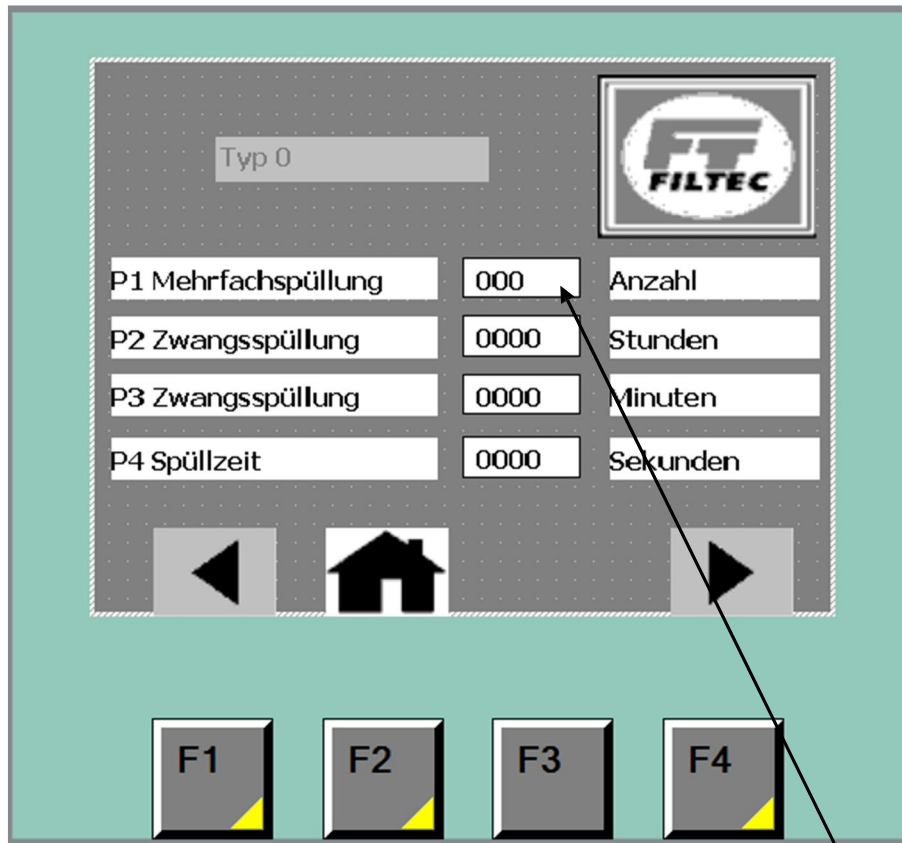 Typ 0
FT
FILTEC
P1 Mehrfachspüllung 000 Anzahl
P2 Zwangsspüllung 0000 Stunden
P3 Zwangsspüllung 0000 Minuten
P4 Spüllzeit 0000 Sekunden
F1 F2 F3 F4